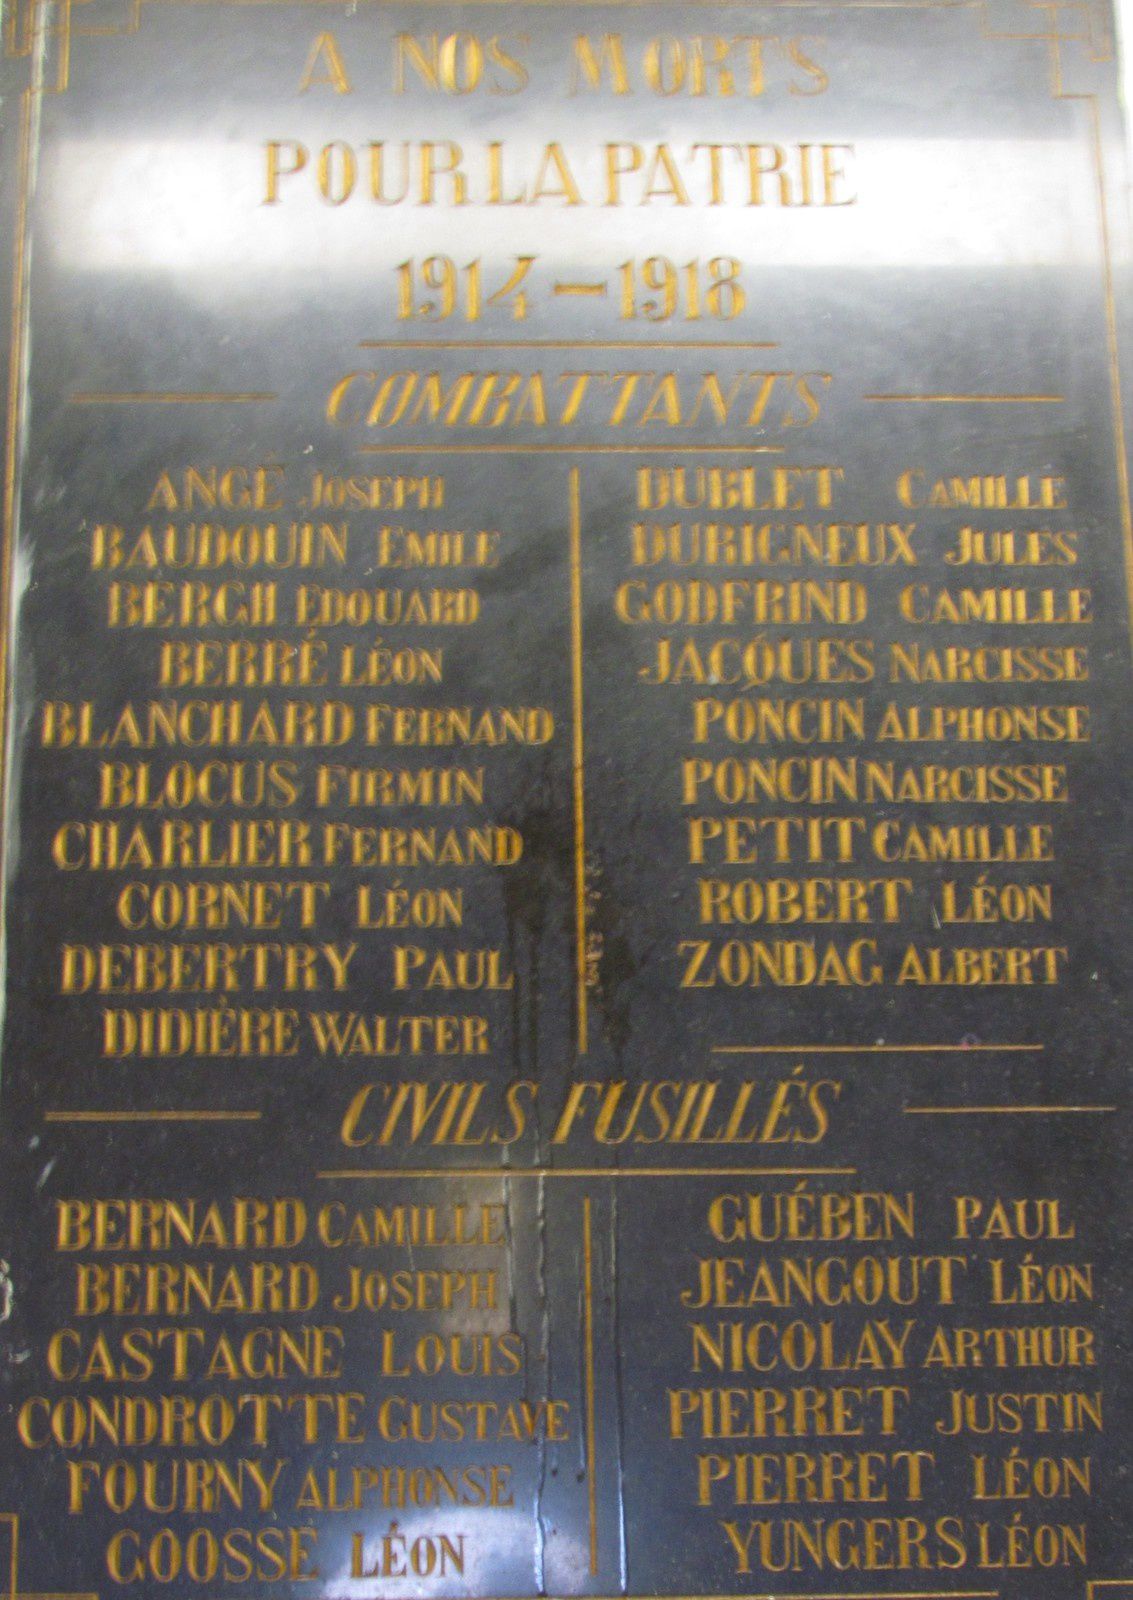 A NOS MORTS
POUR LA PATRIE
1914 – 1918
COMBATTANTS
ANGÉ JOSEPH
BAUDOUIN EMILE
BERGH EDOUARD
BERRÉ LÉON
BLANCHARD FERNAND
BLOCUS FIRMIN
CHARLIER FERNAND
CORNET LÉON
DEBERTRY PAUL
DIDIÈRE WALTER
DUBLET CAMILLE
DURIGNEUX JULES
GODFRIND CAMILLE
JACQUES NARCISSE
PONCIN ALPHONSE
PONCIN NARCISSE
PETIT CAMILLE
ROBERT LÉON
ZONDAG ALBERT
CIVILS FUSILLÉS
BERNARD CAMILLE
BERNARD JOSEPH
CASTAGNE LOUIS
CONDROTTE GUSTAVE
FOURNY ALPHONSE
GOOSSE LÉON
GUÉBEN PAUL
JEANGOUT LÉON
NICOLAY ARTHUR
PIERRET JUSTIN
PIERRET LÉON
YUNGERS LÉON